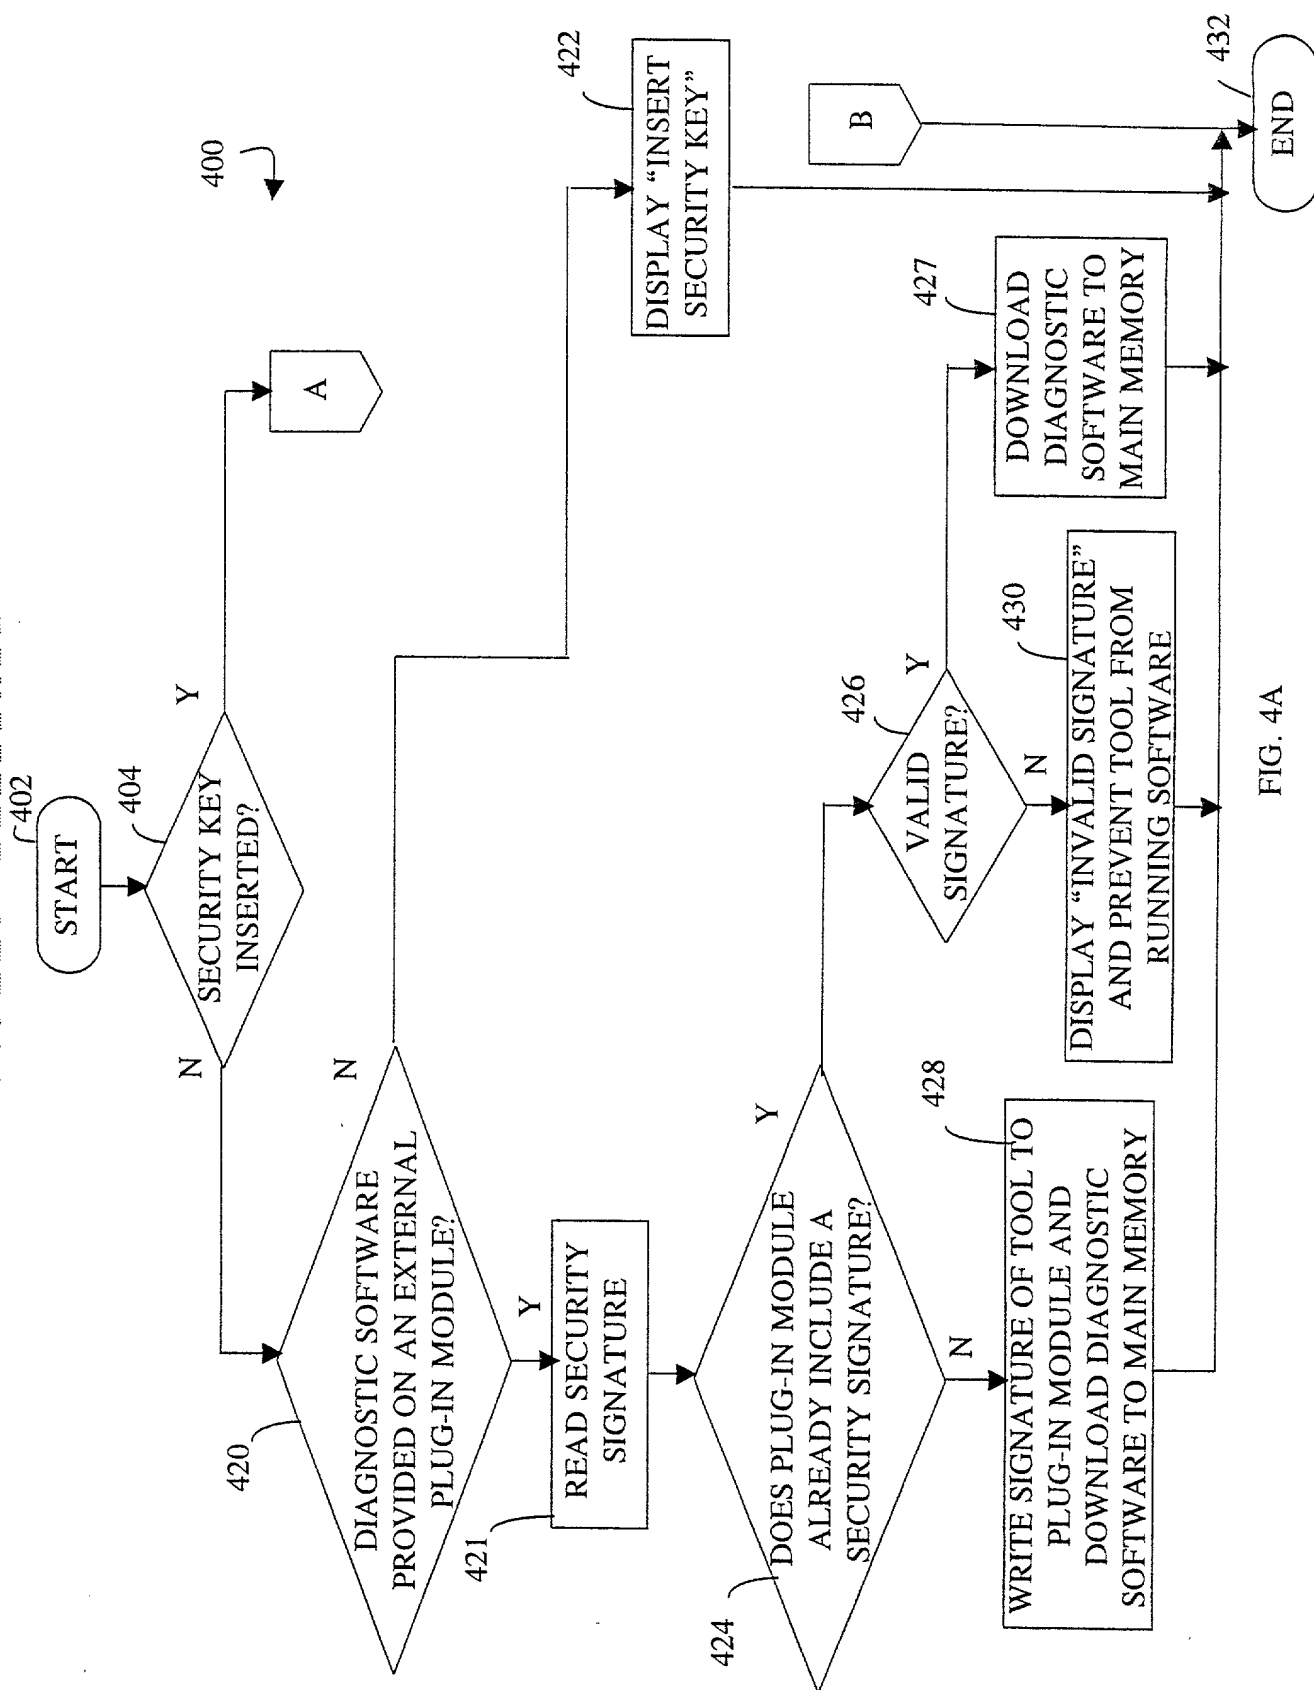 402
START
404
SECURITY KEY
INSERTED?
Y
N
400
A
420
DIAGNOSTIC SOFTWARE
PROVIDED ON AN EXTERNAL
PLUG-IN MODULE?
N
Y
422
DISPLAY “INSERT
SECURITY KEY”
421
READ SECURITY
SIGNATURE
424
DOES PLUG-IN MODULE
ALREADY INCLUDE A
SECURITY SIGNATURE?
Y
N
426
VALID
SIGNATURE?
Y
N
B
427
DOWNLOAD
DIAGNOSTIC
SOFTWARE TO
MAIN MEMORY
428
WRITE SIGNATURE OF TOOL TO
PLUG-IN MODULE AND
DOWNLOAD DIAGNOSTIC
SOFTWARE TO MAIN MEMORY
430
DISPLAY “INVALID SIGNATURE”
AND PREVENT TOOL FROM
RUNNING SOFTWARE
432
END
FIG. 4A